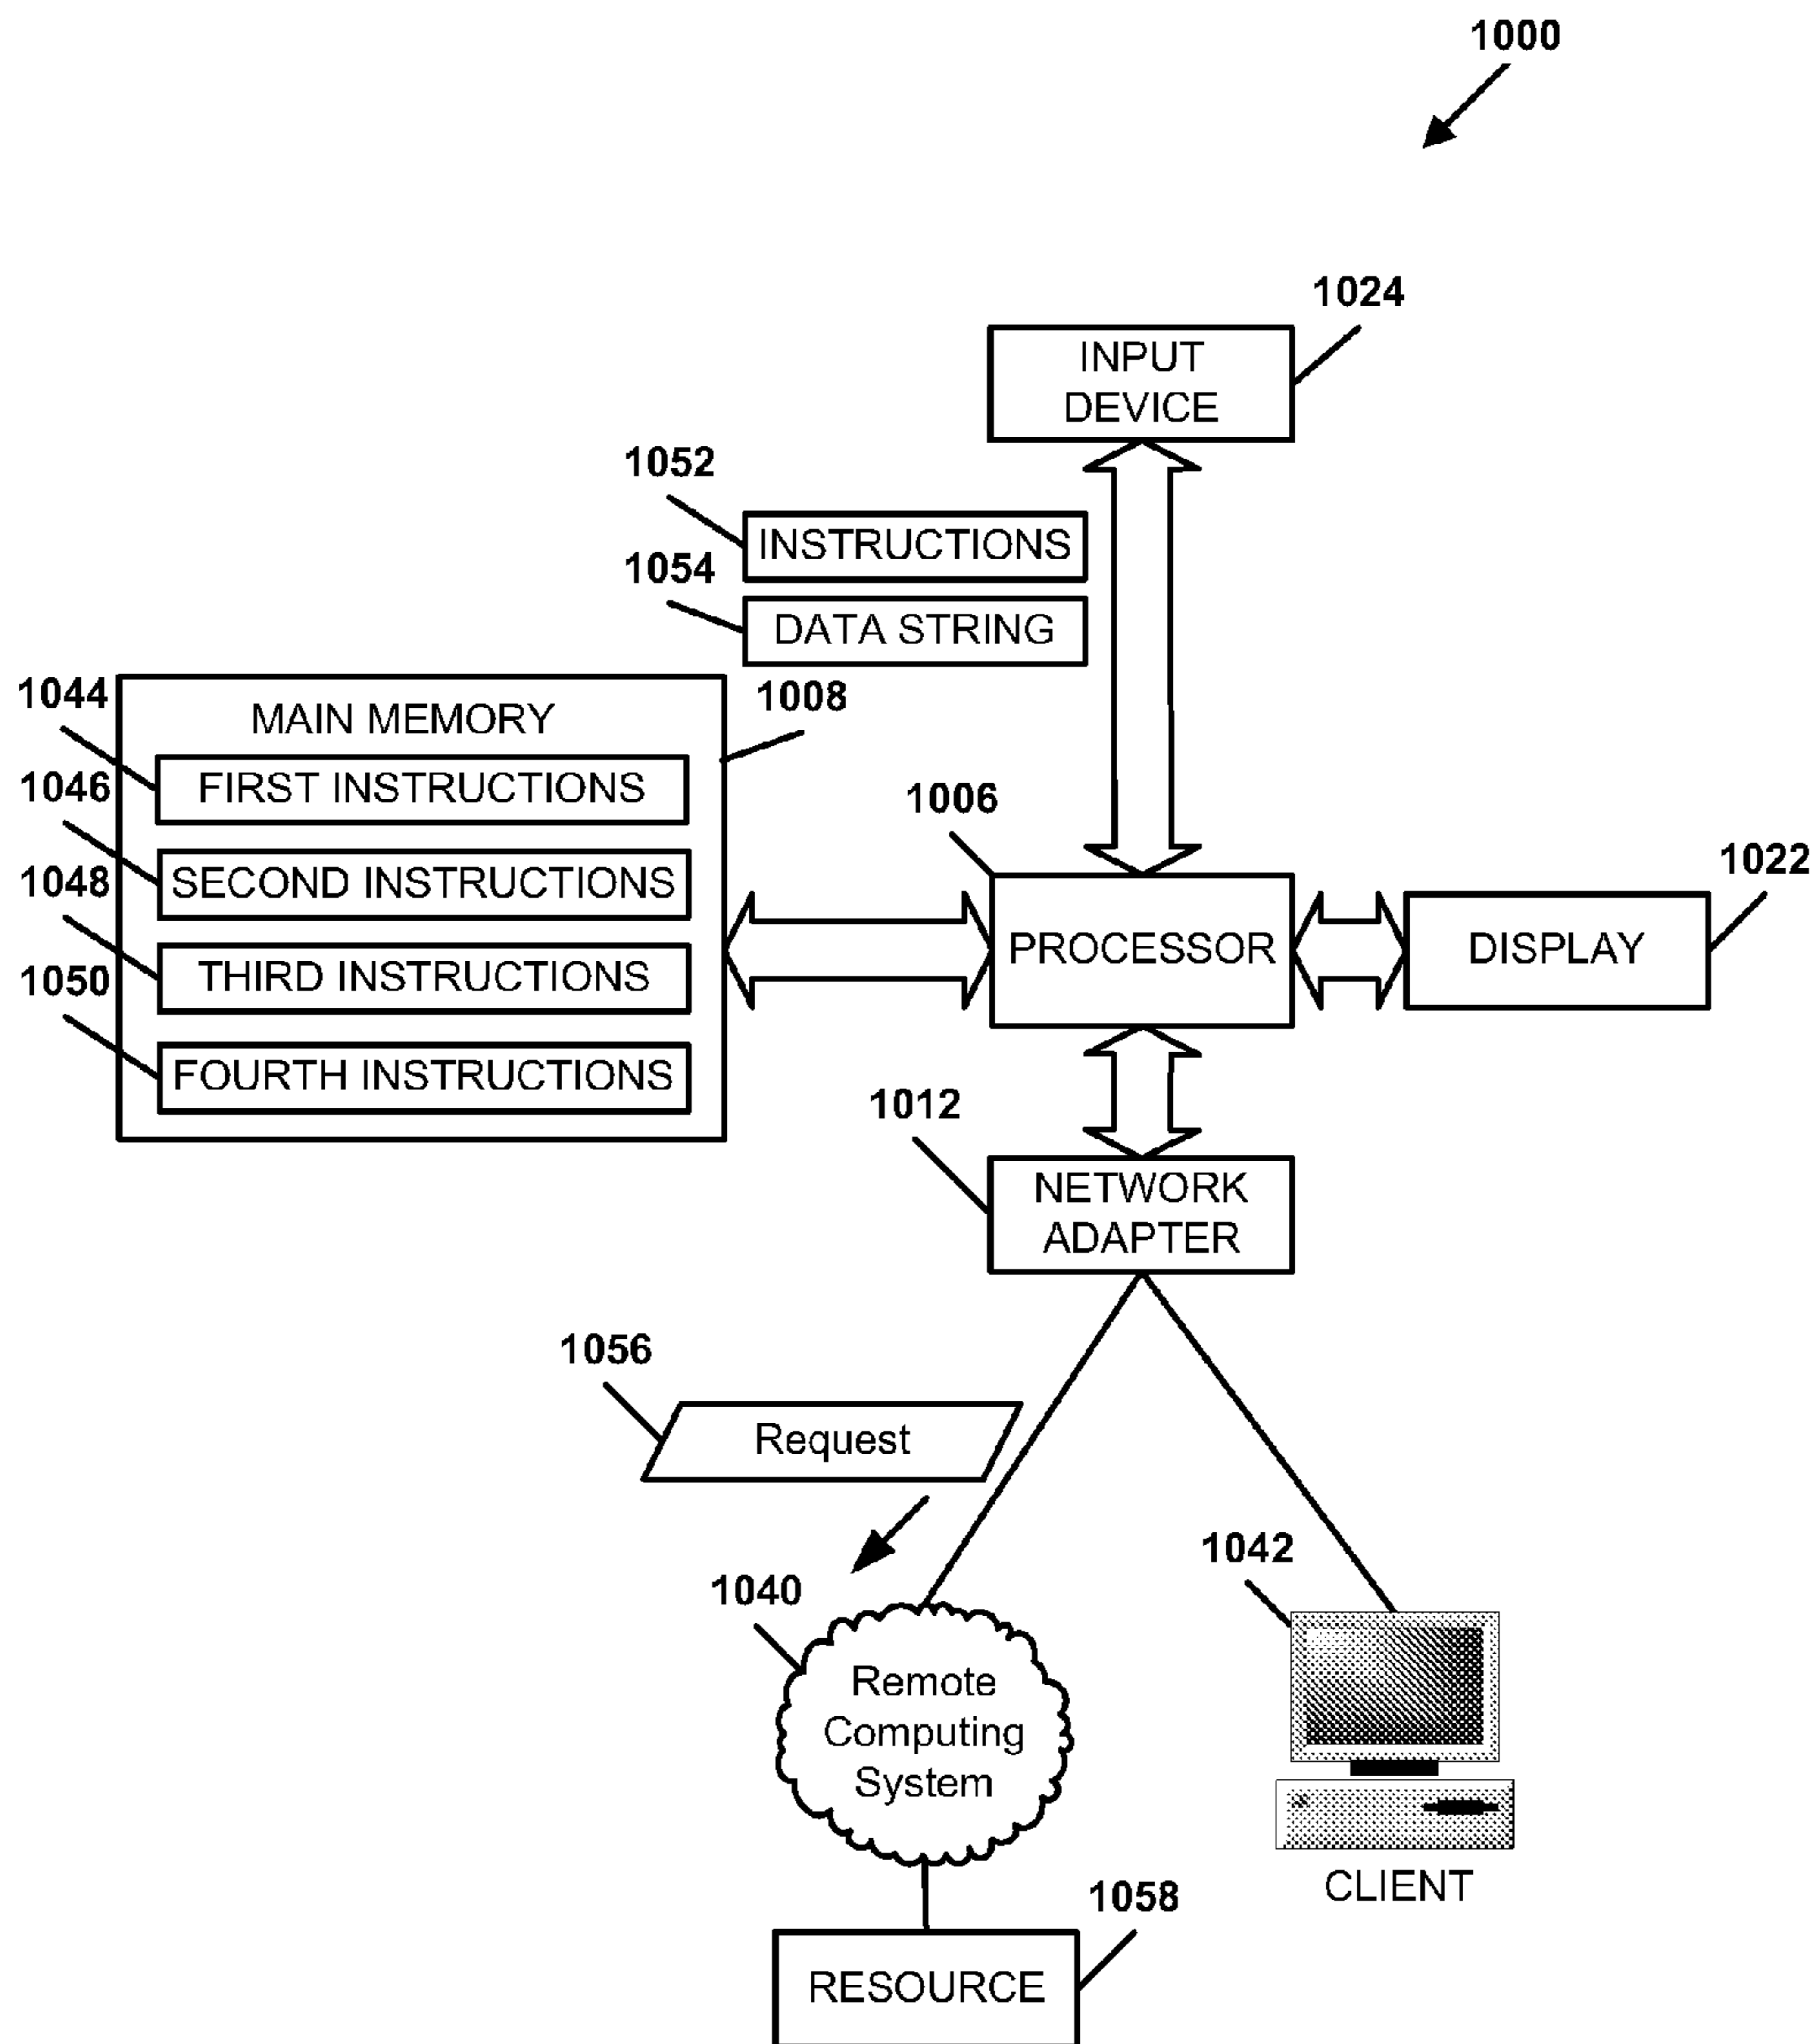 1000
1024
INPUT
DEVICE
1052
INSTRUCTIONS
1054
DATA STRING
1044
1008
MAIN MEMORY
FIRST INSTRUCTIONS
1046
SECOND INSTRUCTIONS
1048
THIRD INSTRUCTIONS
1050
FOURTH INSTRUCTIONS
1006
PROCESSOR
1022
DISPLAY
1012
NETWORK
ADAPTER
1056
Request
1040
Remote
Computing
System
1042
CLIENT
1058
RESOURCE